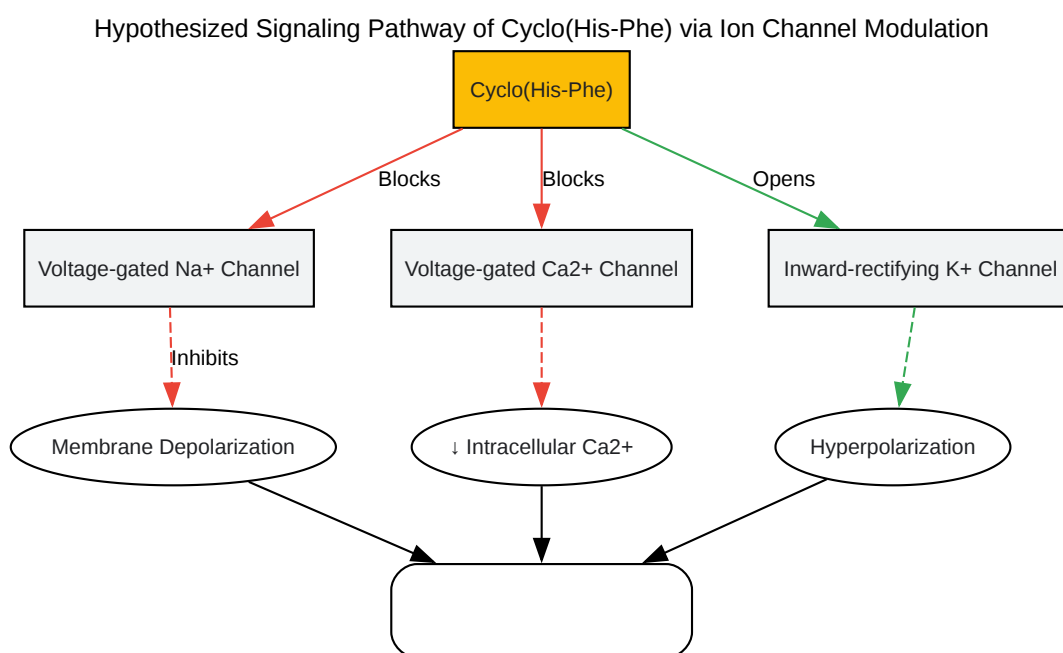 Hypothesized Signaling Pathway of Cyclo(His-Phe) via Ion Channel Modulation
Cyclo(His-Phe)
Blocks
Blocks
Opens
Voltage-gated Na+ Channel
Voltage-gated Ca2+ Channel
Inward-rectifying K+ Channel
Inhibits
Membrane Depolarization
↓ Intracellular Ca2+
Hyperpolarization